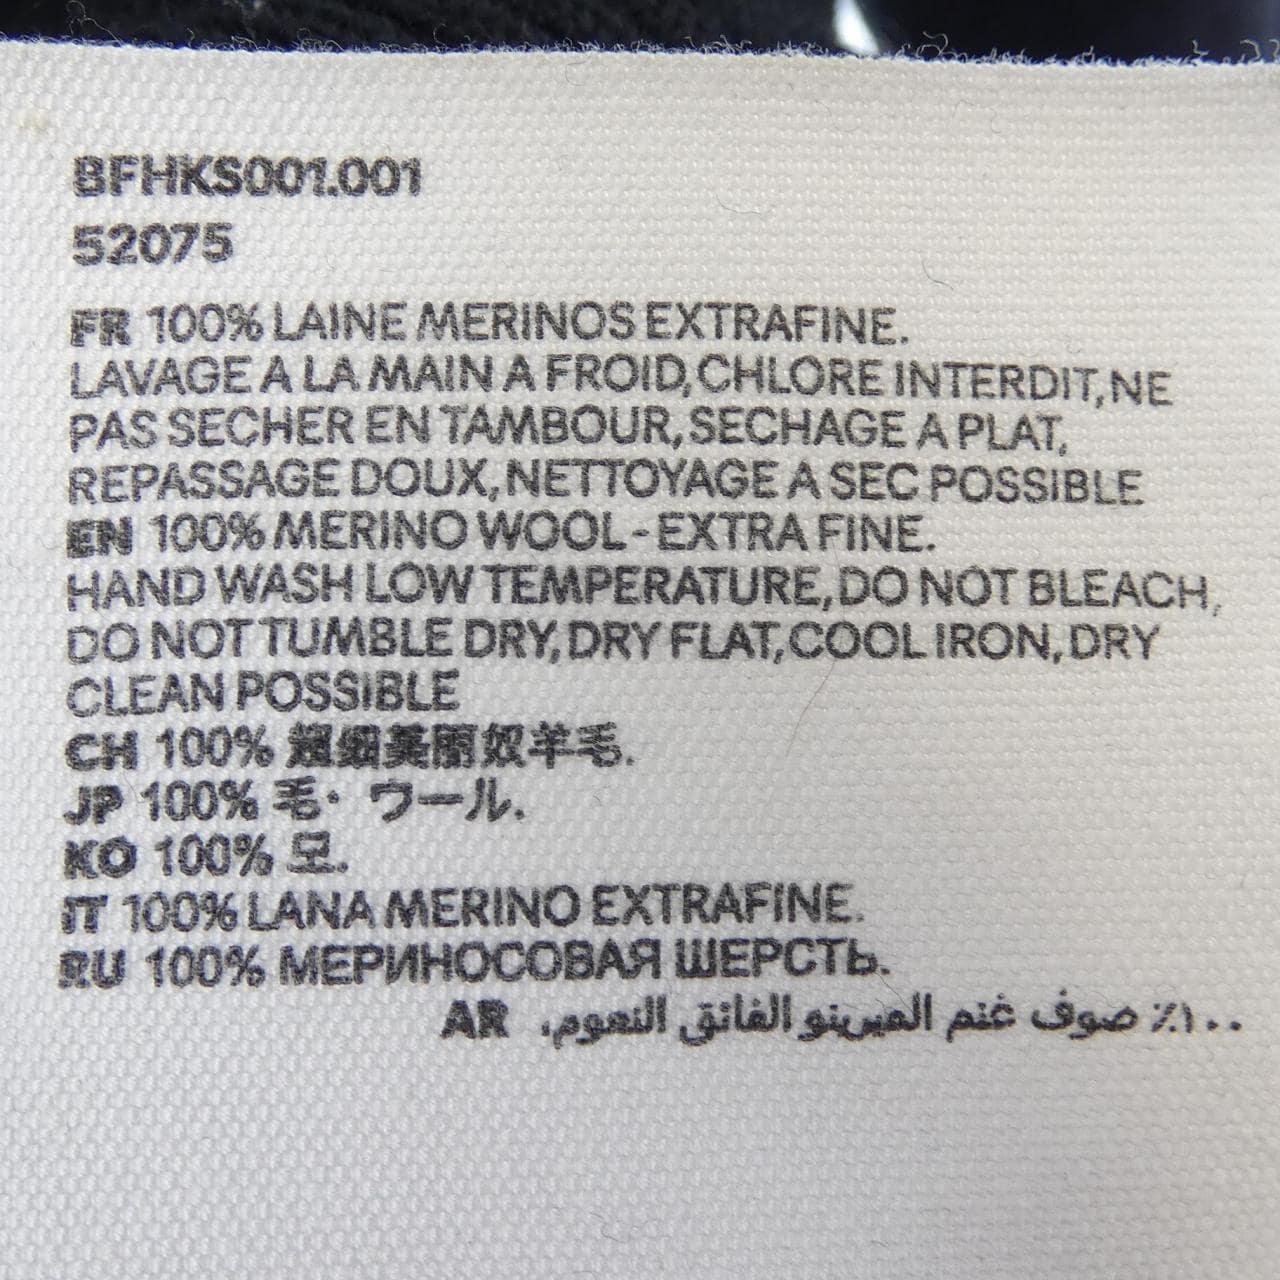 BFHKS001.001
52075
FR 100% LAINE MERINOS EXTRAFINE.
LAVAGE A LA MAIN A FROID, CHLORE INTERDIT, NE
PAS SECHER EN TAMBOUR, SECHAGE A PLAT,
REPASSAGE DOUX, NETTOYAGE A SEC POSSIBLE
EN 100% MERINO WOOL - EXTRA FINE.
HAND WASH LOW TEMPERATURE, DO NOT BLEACH,
DO NOT TUMBLE DRY, DRY FLAT, COOL IRON, DRY
CLEAN POSSIBLE
CH 100% 超细美丽奴羊毛.
JP 100% 毛・ウール.
KO 100% 모.
IT 100% LANA MERINO EXTRAFINE.
RU 100% МЕРИНОСОВАЯ ШЕРСТЬ.
١٠٠٪ صوف غنم الميرينو الفائق النعوم. AR